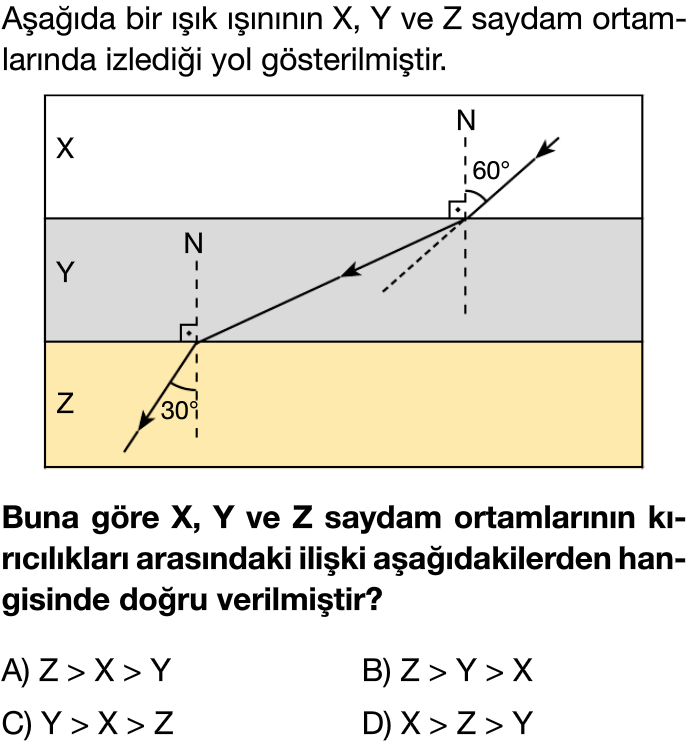 Aşağıda bir ışık ışınının X, Y ve Z saydam ortam-
larında izlediği yol gösterilmiştir.
X
N
60°
Y
N
Z
30°
Buna göre X, Y ve Z saydam ortamlarının kı-
rıcılıkları arasındaki ilişki aşağıdakilerden han-
gisinde doğru verilmiştir?
A) Z > X > Y
B) Z > Y > X
C) Y > X > Z
D) X > Z > Y